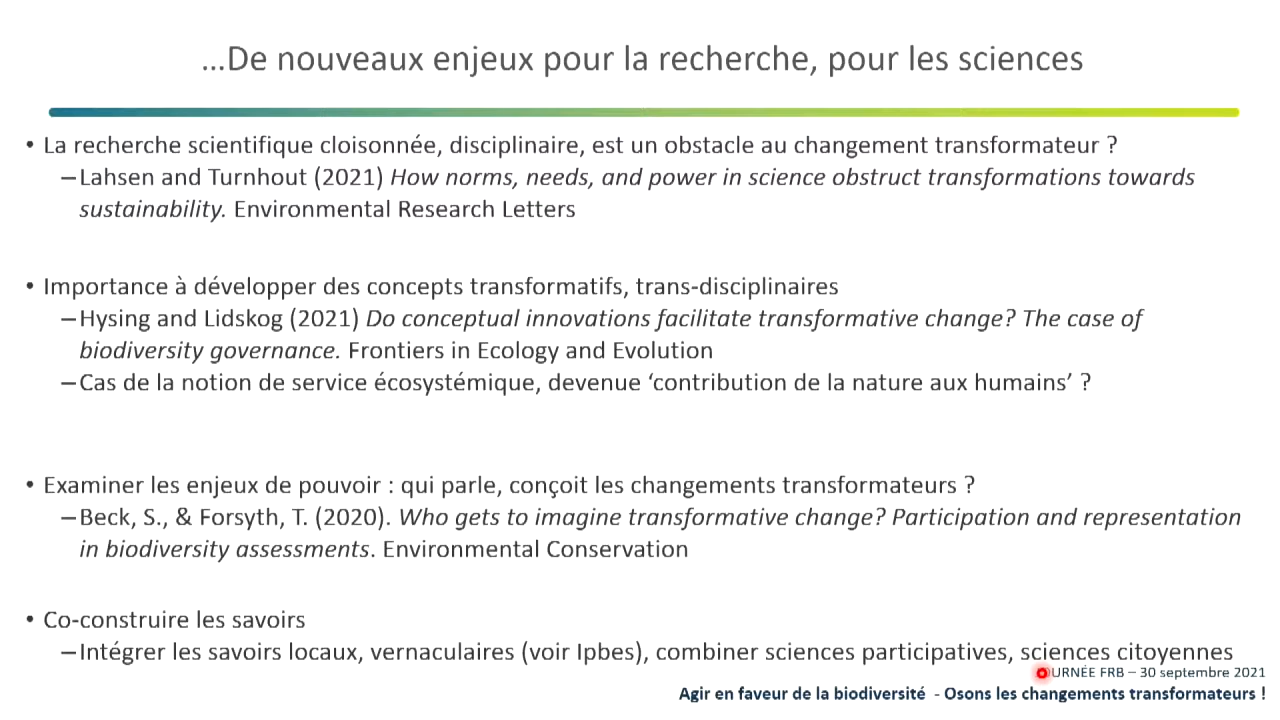 ...De nouveaux enjeux pour la recherche, pour les sciences
• La recherche scientifique cloisonnée, disciplinaire, est un obstacle au changement transformateur ?
–Lahsen and Turnhout (2021) How norms, needs, and power in science obstruct transformations towards
sustainability. Environmental Research Letters
• Importance à développer des concepts transformatifs, trans-disciplinaires
–Hysing and Lidskog (2021) Do conceptual innovations facilitate transformative change? The case of
biodiversity governance. Frontiers in Ecology and Evolution
–Cas de la notion de service écosystémique, devenue ‘contribution de la nature aux humains’ ?
• Examiner les enjeux de pouvoir : qui parle, conçoit les changements transformateurs ?
–Beck, S., & Forsyth, T. (2020). Who gets to imagine transformative change? Participation and representation
in biodiversity assessments. Environmental Conservation
• Co-construire les savoirs
–Intégrer les savoirs locaux, vernaculaires (voir Ipbes), combiner sciences participatives, sciences citoyennes
URNÉE FRB – 30 septembre 2021
Agir en faveur de la biodiversité - Osons les changements transformateurs !